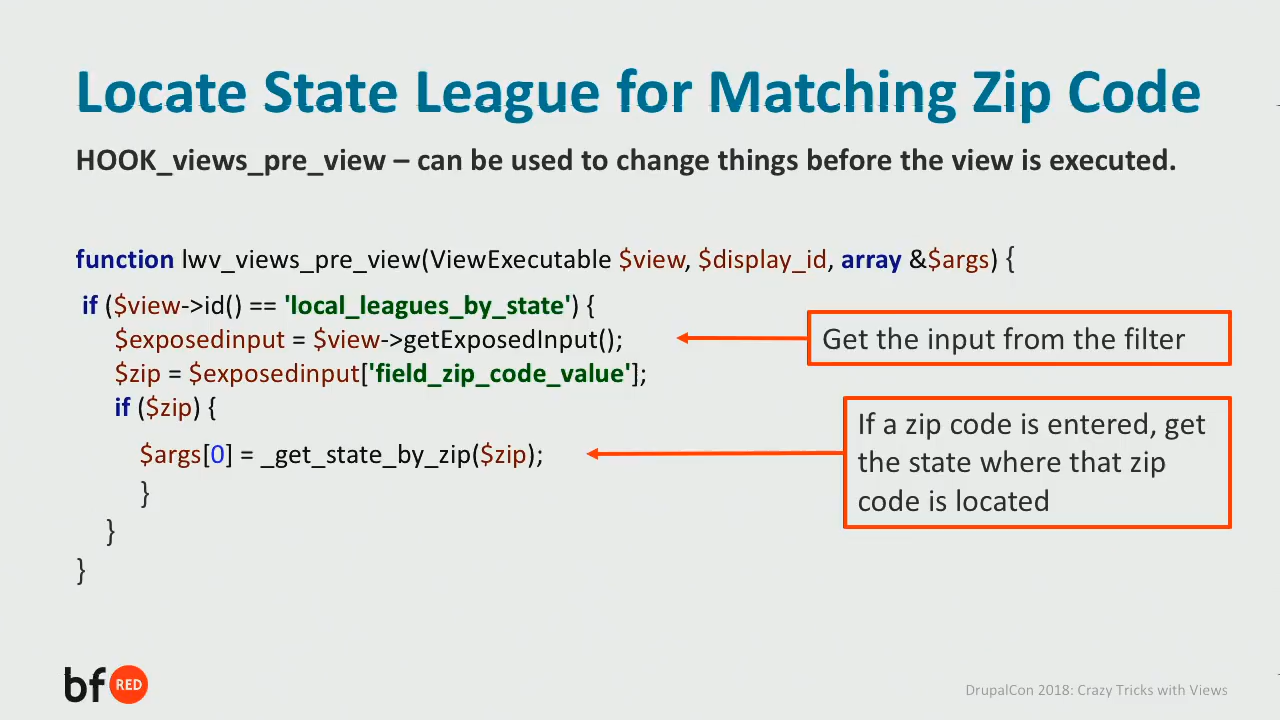 Locate State League for Matching Zip Code
HOOK_views_pre_view – can be used to change things before the view is executed.
function lwv_views_pre_view(ViewExecutable $view, $display_id, array &$args) {
if ($view->id() == 'local_leagues_by_state') {
$exposedinput = $view->getExposedInput();
$zip = $exposedinput['field_zip_code_value'];
if ($zip) {
$args[0] = _get_state_by_zip($zip);
}
}
}
Get the input from the filter
If a zip code is entered, get
the state where that zip
code is located
bf RED
DrupalCon 2018: Crazy Tricks with Views